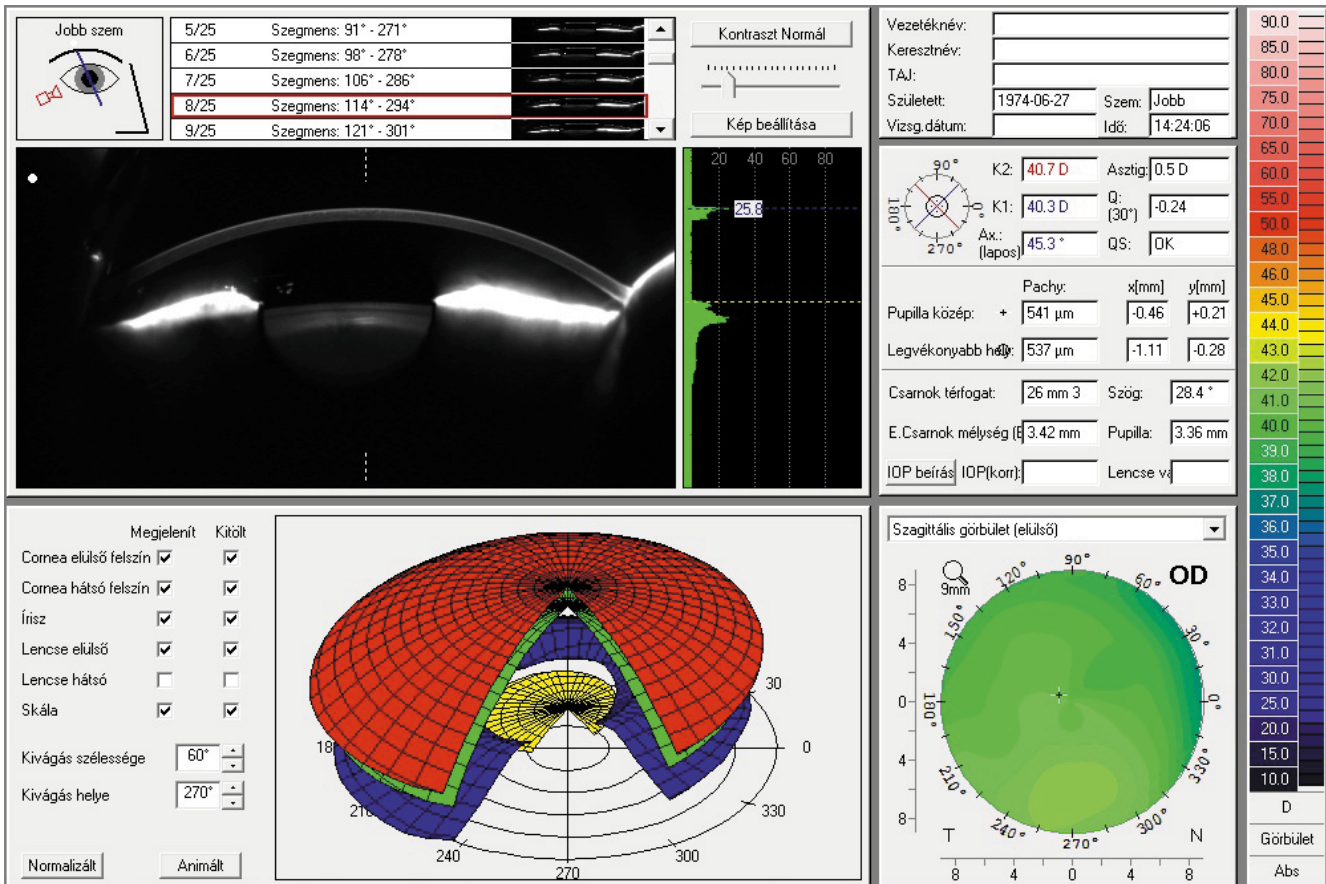 Jobb szem
5/25 Szegmens: 91° - 271°
6/25 Szegmens: 98° - 278°
7/25 Szegmens: 106° - 286°
8/25 Szegmens: 114° - 294°
9/25 Szegmens: 121° - 301°
Kontraszt Normál
Kép beállítása
20 40 60 80
25.8
Vezetéknév:
Keresztnév:
TAJ:
Született: 1974-06-27 Szem: Jobb
Vizsg.dátum: Idő: 14:24:06
90°
180° 0°
270°
K2: 40.7 D Asztig: 0.5 D
K1: 40.3 D Q: (30°) -0.24
Ax.: (lapos) 45.3 ° QS: OK
Pachy: x[mm] y[mm]
Pupilla közép: + 541 µm -0.46 +0.21
Legvékonyabb hely: 537 µm -1.11 -0.28
Csarnok térfogat: 26 mm 3 Szög: 28.4 °
E.Csarnok mélység (E 3.42 mm Pupilla: 3.36 mm
IOP beírás IOP(korr): Lencse va
90.0
85.0
80.0
75.0
70.0
65.0
60.0
55.0
50.0
48.0
46.0
45.0
44.0
43.0
42.0
41.0
40.0
39.0
38.0
37.0
36.0
35.0
34.0
33.0
32.0
31.0
30.0
25.0
20.0
15.0
10.0
D
Görbület
Abs
Megjelenít Kitölt
Cornea elülső felszín
Cornea hátsó felszín
Írisz
Lencse elülső
Lencse hátsó
Skála
Kivágás szélessége 60°
Kivágás helye 270°
Normalizált Animált
30
18 0
210 330
240 300
270
Szagittális görbület (elülső)
9mm
OD
90°
120° 60°
150° 30°
180° 0°
210° 330°
240° 300°
270°
8
4
0
4
8
T N
8 4 0 4 8